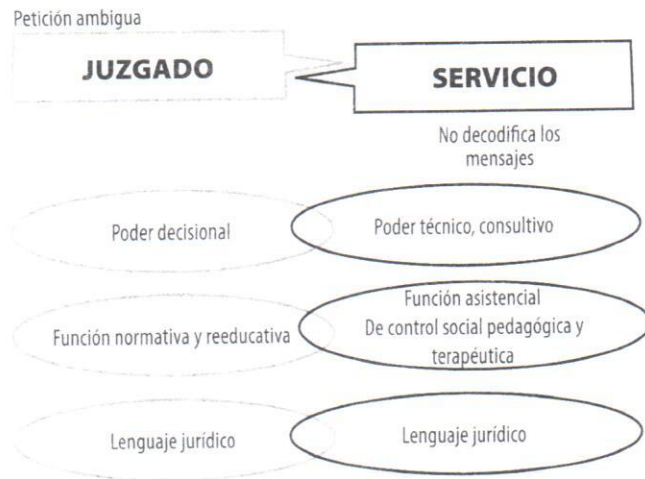 Petición ambigua
JUZGADO
SERVICIO
No decodifica los
mensajes
Poder decisional
Poder técnico, consultivo
Función normativa y reeducativa
Función asistencial
De control social pedagógica y
terapéutica
Lenguaje jurídico
Lenguaje jurídico